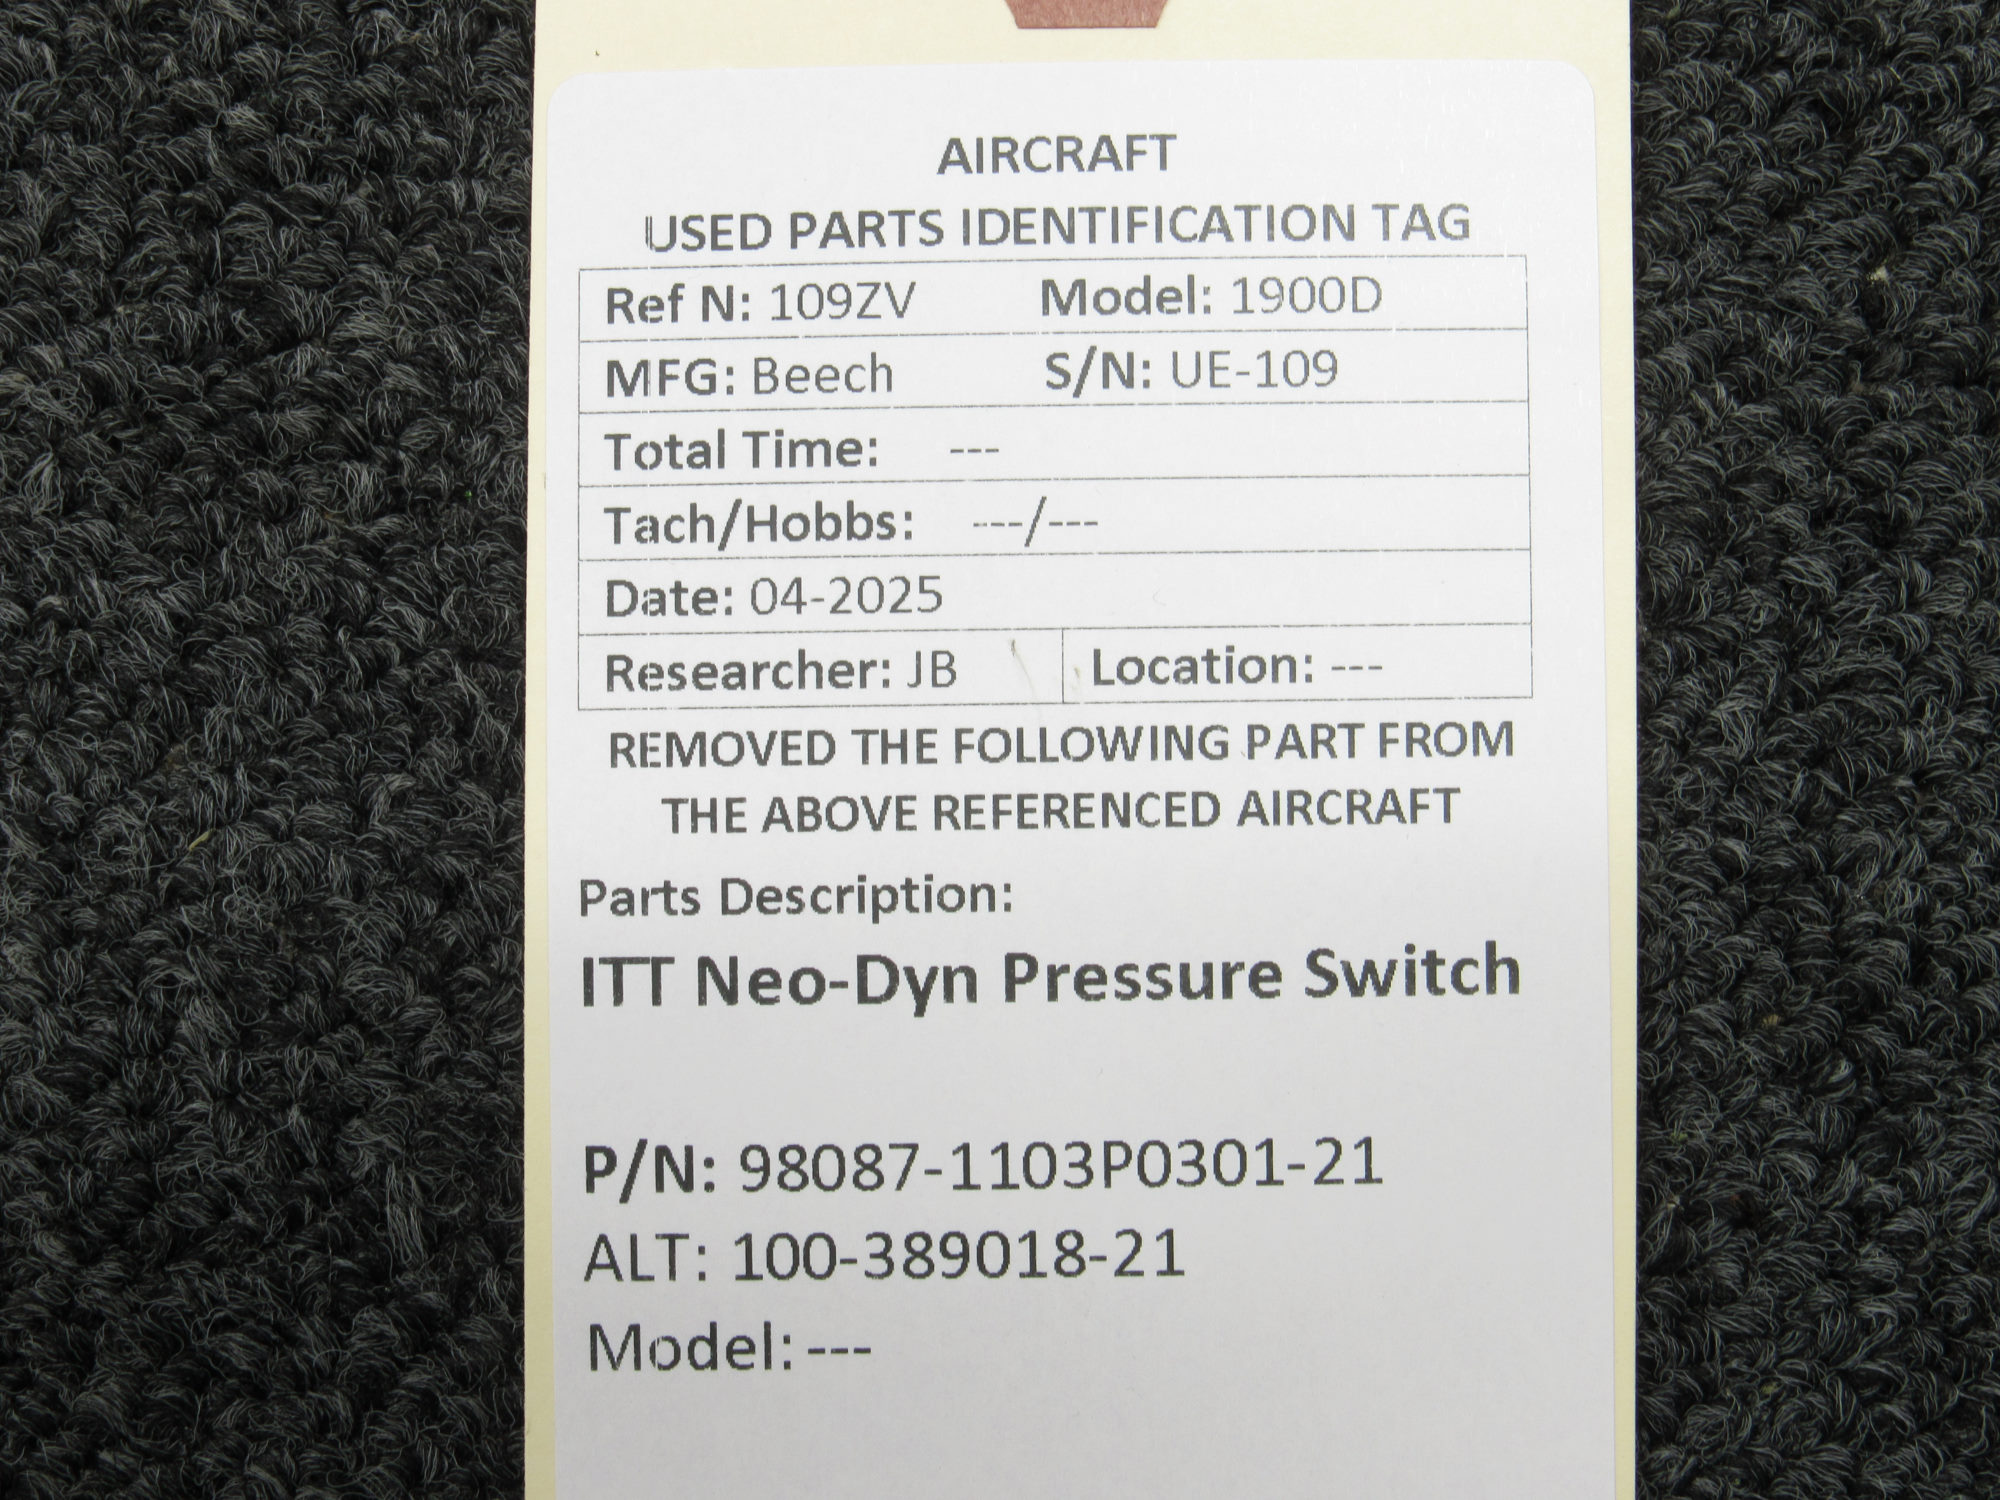 AIRCRAFT
USED PARTS IDENTIFICATION TAG
Ref N: 109ZV Model: 1900D
MFG: Beech S/N: UE-109
Total Time: ---
Tach/Hobbs: ---/---
Date: 04-2025
Researcher: JB Location: ---
REMOVED THE FOLLOWING PART FROM
THE ABOVE REFERENCED AIRCRAFT
Parts Description:
ITT Neo-Dyn Pressure Switch
P/N: 98087-1103P0301-21
ALT: 100-389018-21
Model: ---